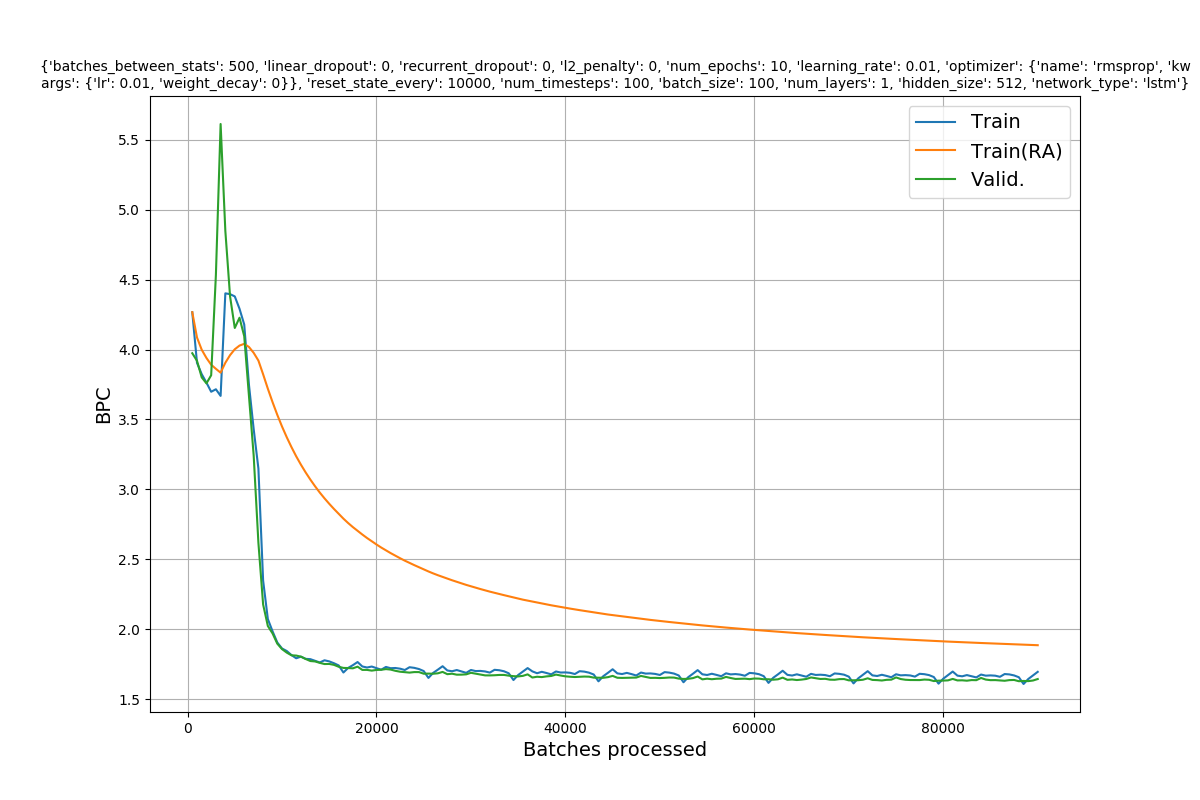 {'batches_between_stats': 500, 'linear_dropout': 0, 'recurrent_dropout': 0, 'l2_penalty': 0, 'num_epochs': 10, 'learning_rate': 0.01, 'optimizer': {'name': 'rmsprop', 'kw
args': {'lr': 0.01, 'weight_decay': 0}}, 'reset_state_every': 10000, 'num_timesteps': 100, 'batch_size': 100, 'num_layers': 1, 'hidden_size': 512, 'network_type': 'lstm'}
Train
Train(RA)
Valid.
5.5
5.0
4.5
4.0
3.5
3.0
2.5
2.0
1.5
BPC
0
20000
40000
60000
80000
Batches processed